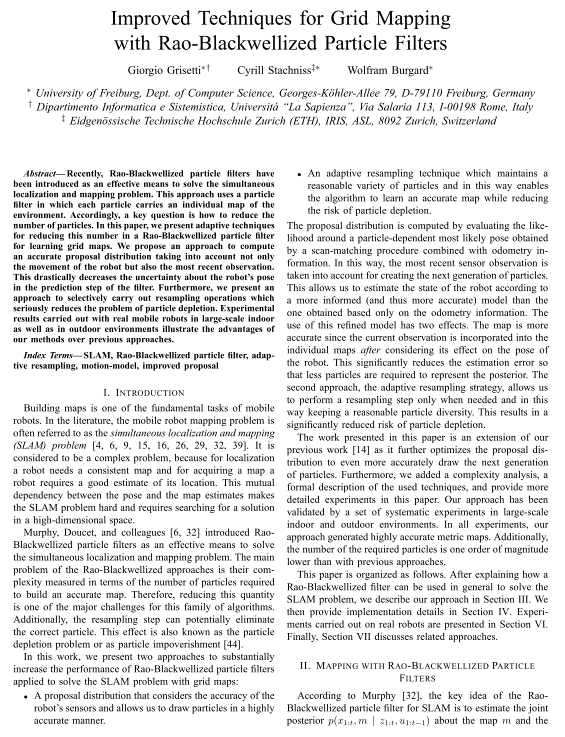 Improved Techniques for Grid Mapping
with Rao-Blackwellized Particle Filters
Giorgio Grisetti∗† Cyrill Stachniss‡∗ Wolfram Burgard∗
∗ University of Freiburg, Dept. of Computer Science, Georges-Köhler-Allee 79, D-79110 Freiburg, Germany
† Dipartimento Informatica e Sistemistica, Universitá “La Sapienza”, Via Salaria 113, I-00198 Rome, Italy
‡ Eidgenössische Technische Hochschule Zurich (ETH), IRIS, ASL, 8092 Zurich, Switzerland
Abstract— Recently, Rao-Blackwellized particle filters have
been introduced as an effective means to solve the simultaneous
localization and mapping problem. This approach uses a particle
filter in which each particle carries an individual map of the
environment. Accordingly, a key question is how to reduce the
number of particles. In this paper, we present adaptive techniques
for reducing this number in a Rao-Blackwellized particle filter
for learning grid maps. We propose an approach to compute
an accurate proposal distribution taking into account not only
the movement of the robot but also the most recent observation.
This drastically decreases the uncertainty about the robot's pose
in the prediction step of the filter. Furthermore, we present an
approach to selectively carry out resampling operations which
seriously reduces the problem of particle depletion. Experimental
results carried out with real mobile robots in large-scale indoor
as well as in outdoor environments illustrate the advantages of
our methods over previous approaches.
Index Terms— SLAM, Rao-Blackwellized particle filter, adap-
tive resampling, motion-model, improved proposal
I. INTRODUCTION
Building maps is one of the fundamental tasks of mobile
robots. In the literature, the mobile robot mapping problem is
often referred to as the simultaneous localization and mapping
(SLAM) problem [4, 6, 9, 15, 16, 26, 29, 32, 39]. It is
considered to be a complex problem, because for localization
a robot needs a consistent map and for acquiring a map a
robot requires a good estimate of its location. This mutual
dependency between the pose and the map estimates makes
the SLAM problem hard and requires searching for a solution
in a high-dimensional space.
Murphy, Doucet, and colleagues [6, 32] introduced Rao-
Blackwellized particle filters as an effective means to solve
the simultaneous localization and mapping problem. The main
problem of the Rao-Blackwellized approaches is their com-
plexity measured in terms of the number of particles required
to build an accurate map. Therefore, reducing this quantity
is one of the major challenges for this family of algorithms.
Additionally, the resampling step can potentially eliminate
the correct particle. This effect is also known as the particle
depletion problem or as particle impoverishment [44].
In this work, we present two approaches to substantially
increase the performance of Rao-Blackwellized particle filters
applied to solve the SLAM problem with grid maps:
• A proposal distribution that considers the accuracy of the
robot's sensors and allows us to draw particles in a highly
accurate manner.
• An adaptive resampling technique which maintains a
reasonable variety of particles and in this way enables
the algorithm to learn an accurate map while reducing
the risk of particle depletion.
The proposal distribution is computed by evaluating the like-
lihood around a particle-dependent most likely pose obtained
by a scan-matching procedure combined with odometry in-
formation. In this way, the most recent sensor observation is
taken into account for creating the next generation of particles.
This allows us to estimate the state of the robot according to
a more informed (and thus more accurate) model than the
one obtained based only on the odometry information. The
use of this refined model has two effects. The map is more
accurate since the current observation is incorporated into the
individual maps after considering its effect on the pose of
the robot. This significantly reduces the estimation error so
that less particles are required to represent the posterior. The
second approach, the adaptive resampling strategy, allows us
to perform a resampling step only when needed and in this
way keeping a reasonable particle diversity. This results in a
significantly reduced risk of particle depletion.
The work presented in this paper is an extension of our
previous work [14] as it further optimizes the proposal dis-
tribution to even more accurately draw the next generation
of particles. Furthermore, we added a complexity analysis, a
formal description of the used techniques, and provide more
detailed experiments in this paper. Our approach has been
validated by a set of systematic experiments in large-scale
indoor and outdoor environments. In all experiments, our
approach generated highly accurate metric maps. Additionally,
the number of the required particles is one order of magnitude
lower than with previous approaches.
This paper is organized as follows. After explaining how a
Rao-Blackwellized filter can be used in general to solve the
SLAM problem, we describe our approach in Section III. We
then provide implementation details in Section IV. Experi-
ments carried out on real robots are presented in Section VI.
Finally, Section VII discusses related approaches.
II. MAPPING WITH RAO-BLACKWELLIZED PARTICLE
FILTERS
According to Murphy [32], the key idea of the Rao-
Blackwellized particle filter for SLAM is to estimate the joint
posterior p(x1:t, m | z1:t, u1:t−1) about the map m and the